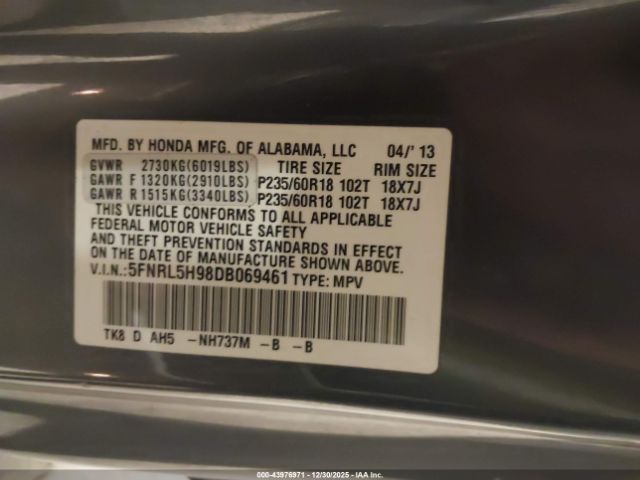 MFD. BY HONDA MFG. OF ALABAMA, LLC 04/' 13
GVWR 2730KG(6019LBS) TIRE SIZE RIM SIZE
GAWR F 1320KG(2910LBS) P235/60R18 102T 18X7J
GAWR R 1515KG(3340LBS) P235/60R18 102T 18X7J
THIS VEHICLE CONFORMS TO ALL APPLICABLE
FEDERAL MOTOR VEHICLE SAFETY
AND THEFT PREVENTION STANDARDS IN EFFECT
ON THE DATE OF MANUFACTURE SHOWN ABOVE.
V.I.N.:5FNRL5H98DB069461 TYPE: MPV
TK8 D AH5 -NH737M -B -B
© 2025 Stock# 43976971 - 12/30/2025 - IAA Inc.